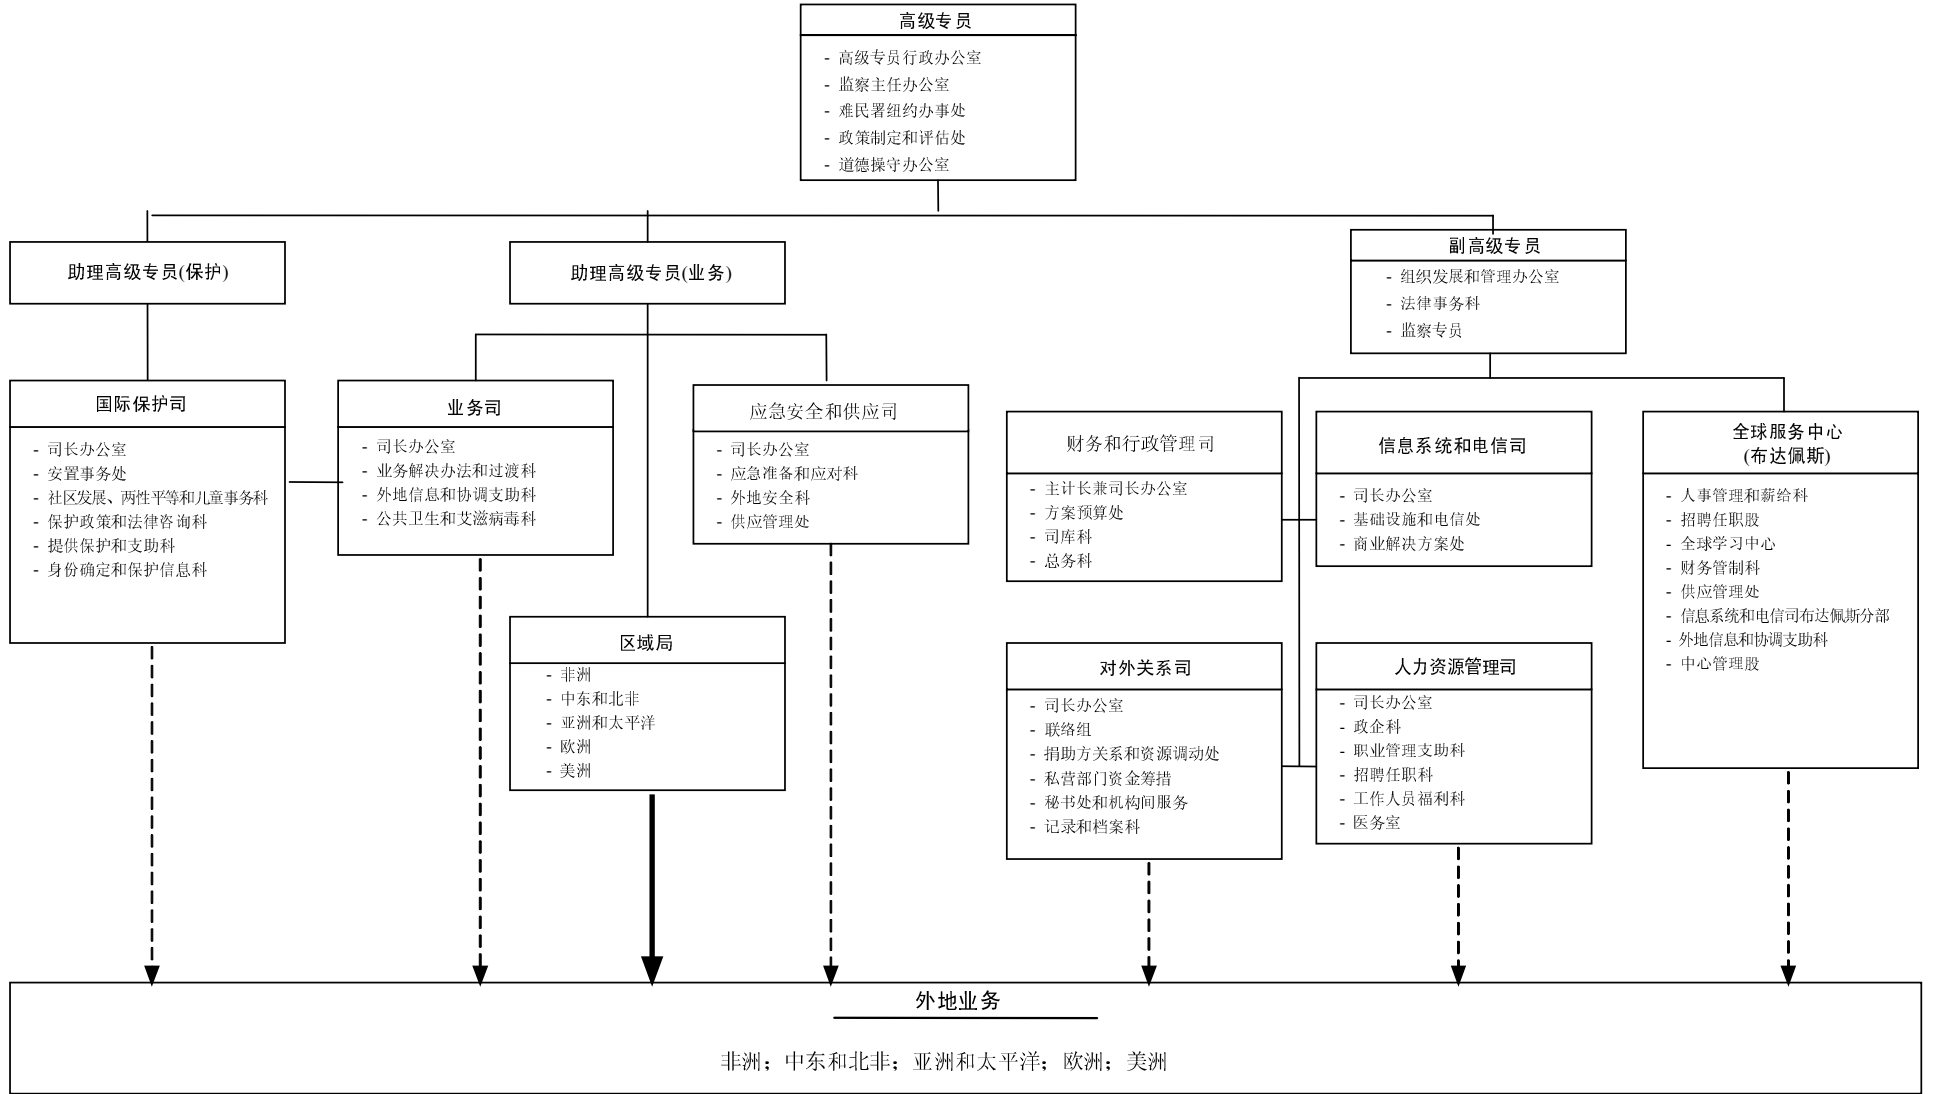 高级专员
- 高级专员行政办公室
- 监察主任办公室
- 难民署纽约办事处
- 政策制定和评估处
- 道德操守办公室
助理高级专员(保护)
助理高级专员(业务)
副高级专员
- 组织发展和管理办公室
- 法律事务科
- 监察专员
国际保护司
- 司长办公室
- 安置事务处
- 社区发展、两性平等和儿童事务科
- 保护政策和法律咨询科
- 提供保护和支助科
- 身份确定和保护信息科
业务司
- 司长办公室
- 业务解决办法和过渡科
- 外地信息和协调支助科
- 公共卫生和艾滋病毒科
应急安全和供应司
- 司长办公室
- 应急准备和应对科
- 外地安全科
- 供应管理处
财务和行政管理司
- 主计长兼司长办公室
- 方案预算处
- 司库科
- 总务科
信息系统和电信司
- 司长办公室
- 基础设施和电信处
- 商业解决方案处
全球服务中心
(布达佩斯)
- 人事管理和薪给科
- 招聘任职股
- 全球学习中心
- 财务管制科
- 供应管理处
- 信息系统和电信司布达佩斯分部
- 外地信息和协调支助科
- 中心管理股
区域局
- 非洲
- 中东和北非
- 亚洲和太平洋
- 欧洲
- 美洲
对外关系司
- 司长办公室
- 联络组
- 捐助方关系和资源调动处
- 私营部门资金筹措
- 秘书处和机构间服务
- 记录和档案科
人力资源管理司
- 司长办公室
- 政企科
- 职业管理支助科
- 招聘任职科
- 工作人员福利科
- 医务室
外地业务
非洲；中东和北非；亚洲和太平洋；欧洲；美洲